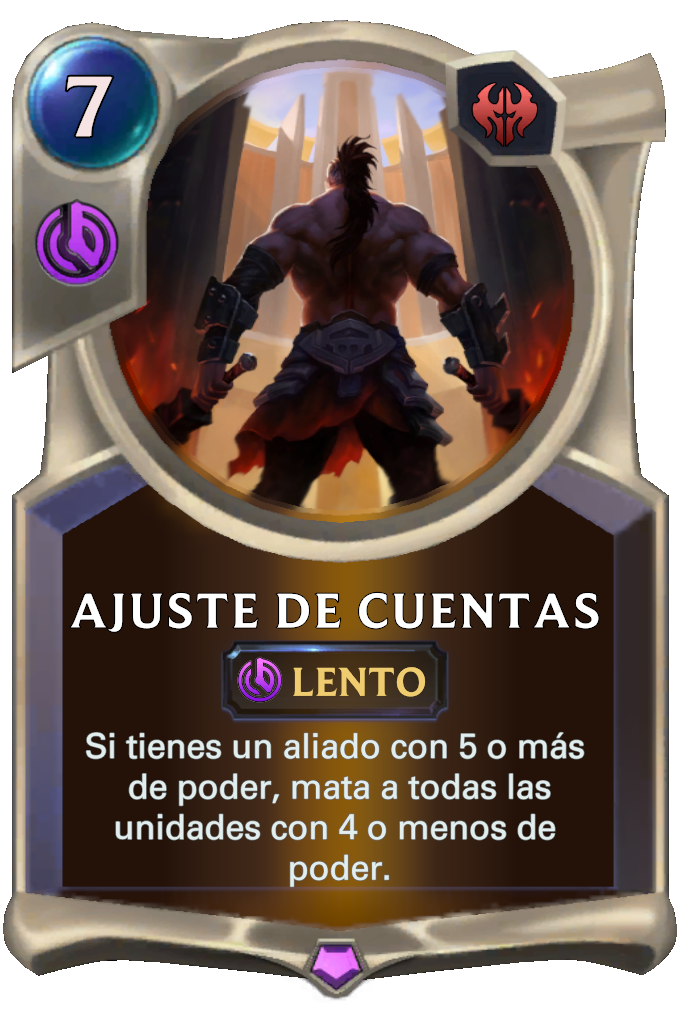 7
AJUSTE DE CUENTAS
LENTO
Si tienes un aliado con 5 o más
de poder, mata a todas las
unidades con 4 o menos de
poder.